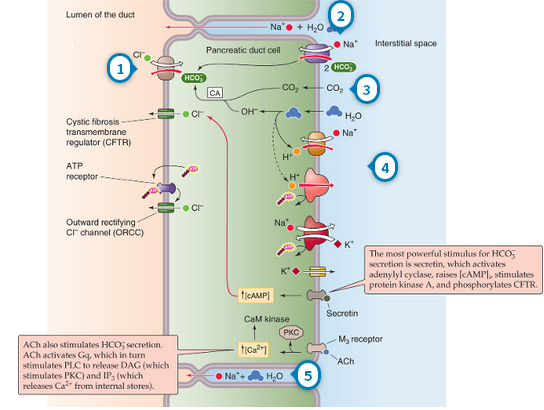 Lumen of the duct
Na⁺ + H₂O
2
Pancreatic duct cell
Na⁺
Interstitial space
Cl⁻
1
HCO₃⁻
2 HCO₃⁻
CA
CO₂
CO₂
3
OH⁻
H₂O
Cystic fibrosis
transmembrane
regulator (CFTR)
Cl⁻
Na⁺
H⁺
4
ATP
receptor
H⁺
Cl⁻
Na⁺
Outward rectifying
Cl⁻ channel (ORCC)
K⁺
K⁺
The most powerful stimulus for HCO₃⁻
secretion is secretin, which activates
adenylyl cyclase, raises [cAMP]ᵢ, stimulates
protein kinase A, and phosphorylates CFTR.
↑[cAMP]
Secretin
CaM kinase
PKC
M₃ receptor
↑[Ca²⁺]
ACh
ACh also stimulates HCO₃⁻ secretion.
ACh activates Gq, which in turn
stimulates PLC to release DAG (which
stimulates PKC) and IP₃ (which
releases Ca²⁺ from internal stores).
Na⁺+ H₂O
5